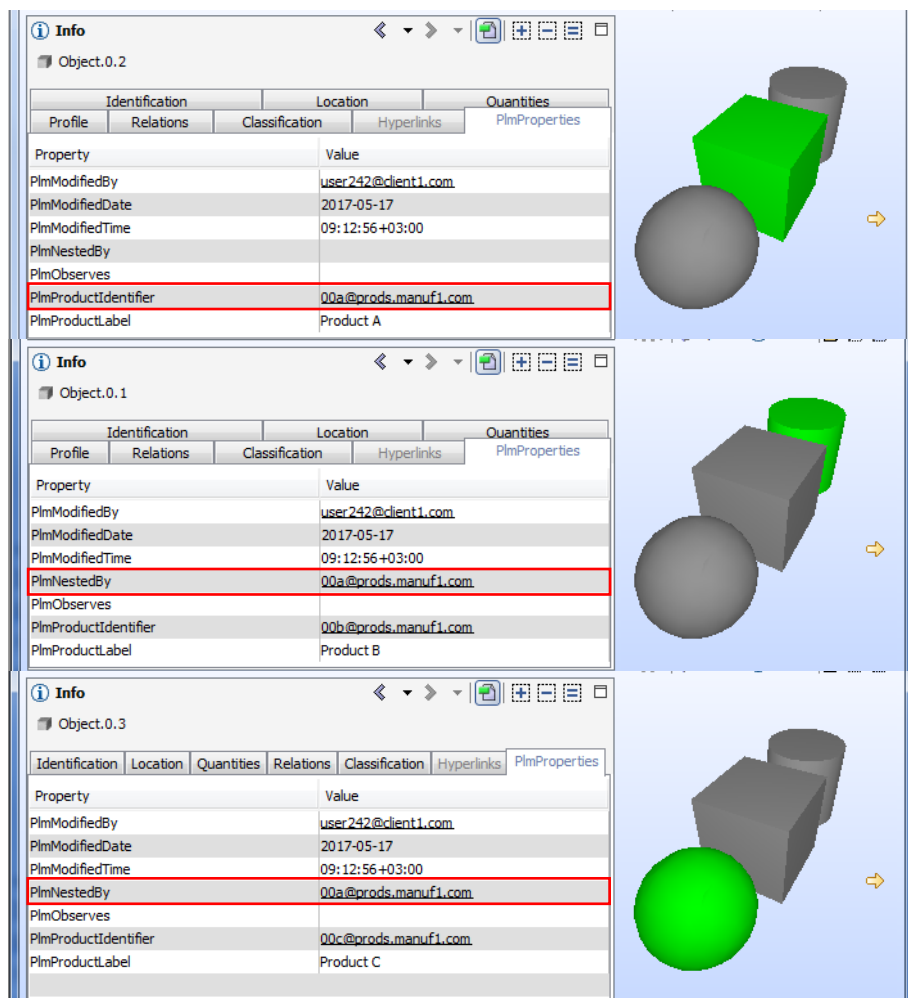 Info
Object.0.2
Identification Location Quantities
Profile Relations Classification Hyperlinks PlmProperties
Property Value
PlmModifiedBy user242@client1.com
PlmModifiedDate 2017-05-17
PlmModifiedTime 09:12:56+03:00
PlmNestedBy
PlmObserves
PlmProductIdentifier 00a@prods.manuf1.com
PlmProductLabel Product A
Info
Object.0.1
Identification Location Quantities
Profile Relations Classification Hyperlinks PlmProperties
Property Value
PlmModifiedBy user242@client1.com
PlmModifiedDate 2017-05-17
PlmModifiedTime 09:12:56+03:00
PlmNestedBy 00a@prods.manuf1.com
PlmObserves
PlmProductIdentifier 00b@prods.manuf1.com
PlmProductLabel Product B
Info
Object.0.3
Identification Location Quantities Relations Classification Hyperlinks PlmProperties
Property Value
PlmModifiedBy user242@client1.com
PlmModifiedDate 2017-05-17
PlmModifiedTime 09:12:56+03:00
PlmNestedBy 00a@prods.manuf1.com
PlmObserves
PlmProductIdentifier 00c@prods.manuf1.com
PlmProductLabel Product C